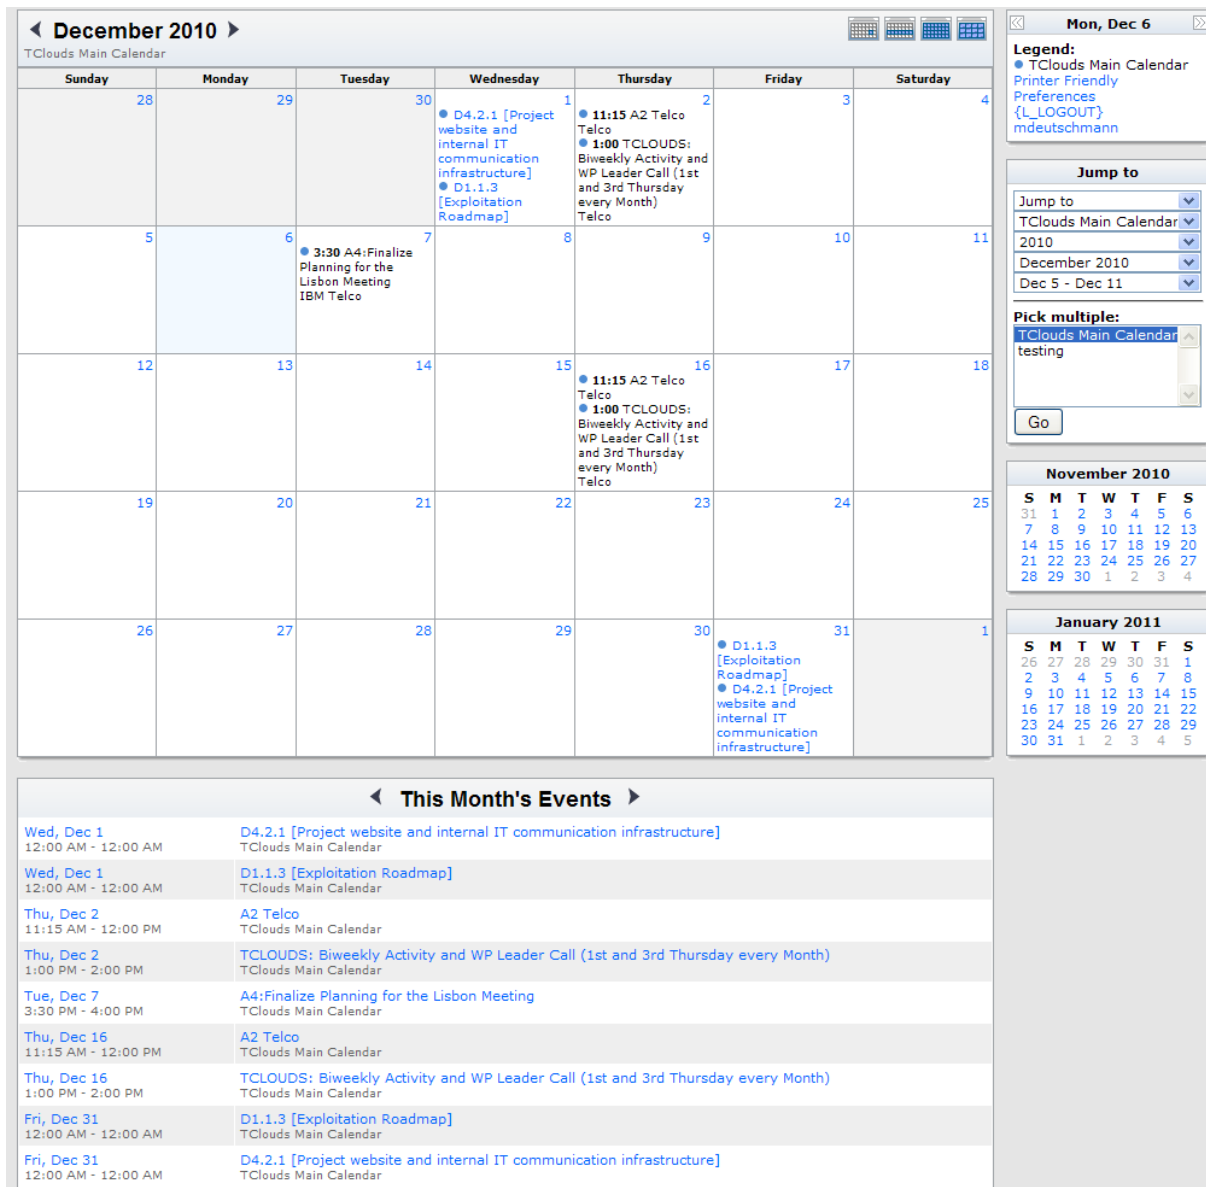 December 2010
TClouds Main Calendar
Sunday Monday Tuesday Wednesday Thursday Friday Saturday
28 29 30 1 2 3 4
D4.2.1 [Project
website and
internal IT
communication
infrastructure]
D1.1.3
[Exploitation
Roadmap]
11:15 A2 Telco
Telco
1:00 TCLOUDS:
Biweekly Activity and
WP Leader Call (1st
and 3rd Thursday
every Month)
Telco
5 6 7 8 9 10 11
3:30 A4:Finalize
Planning for the
Lisbon Meeting
IBM Telco
12 13 14 15 16 17 18
11:15 A2 Telco
Telco
1:00 TCLOUDS:
Biweekly Activity and
WP Leader Call (1st
and 3rd Thursday
every Month)
Telco
19 20 21 22 23 24 25
26 27 28 29 30 31 1
D1.1.3
[Exploitation
Roadmap]
D4.2.1 [Project
website and
internal IT
communication
infrastructure]
Mon, Dec 6
Legend:
TClouds Main Calendar
Printer Friendly
Preferences
{L_LOGOUT}
mdeutschmann
Jump to
Jump to
TClouds Main Calendar
2010
December 2010
Dec 5 - Dec 11
Pick multiple:
TClouds Main Calendar
testing
Go
November 2010
S M T W T F S
31 1 2 3 4 5 6
7 8 9 10 11 12 13
14 15 16 17 18 19 20
21 22 23 24 25 26 27
28 29 30 1 2 3 4
January 2011
S M T W T F S
26 27 28 29 30 31 1
2 3 4 5 6 7 8
9 10 11 12 13 14 15
16 17 18 19 20 21 22
23 24 25 26 27 28 29
30 31 1 2 3 4 5
This Month's Events
Wed, Dec 1 D4.2.1 [Project website and internal IT communication infrastructure]
12:00 AM - 12:00 AM TClouds Main Calendar
Wed, Dec 1 D1.1.3 [Exploitation Roadmap]
12:00 AM - 12:00 AM TClouds Main Calendar
Thu, Dec 2 A2 Telco
11:15 AM - 12:00 PM TClouds Main Calendar
Thu, Dec 2 TCLOUDS: Biweekly Activity and WP Leader Call (1st and 3rd Thursday every Month)
1:00 PM - 2:00 PM TClouds Main Calendar
Tue, Dec 7 A4:Finalize Planning for the Lisbon Meeting
3:30 PM - 4:00 PM TClouds Main Calendar
Thu, Dec 16 A2 Telco
11:15 AM - 12:00 PM TClouds Main Calendar
Thu, Dec 16 TCLOUDS: Biweekly Activity and WP Leader Call (1st and 3rd Thursday every Month)
1:00 PM - 2:00 PM TClouds Main Calendar
Fri, Dec 31 D1.1.3 [Exploitation Roadmap]
12:00 AM - 12:00 AM TClouds Main Calendar
Fri, Dec 31 D4.2.1 [Project website and internal IT communication infrastructure]
12:00 AM - 12:00 AM TClouds Main Calendar